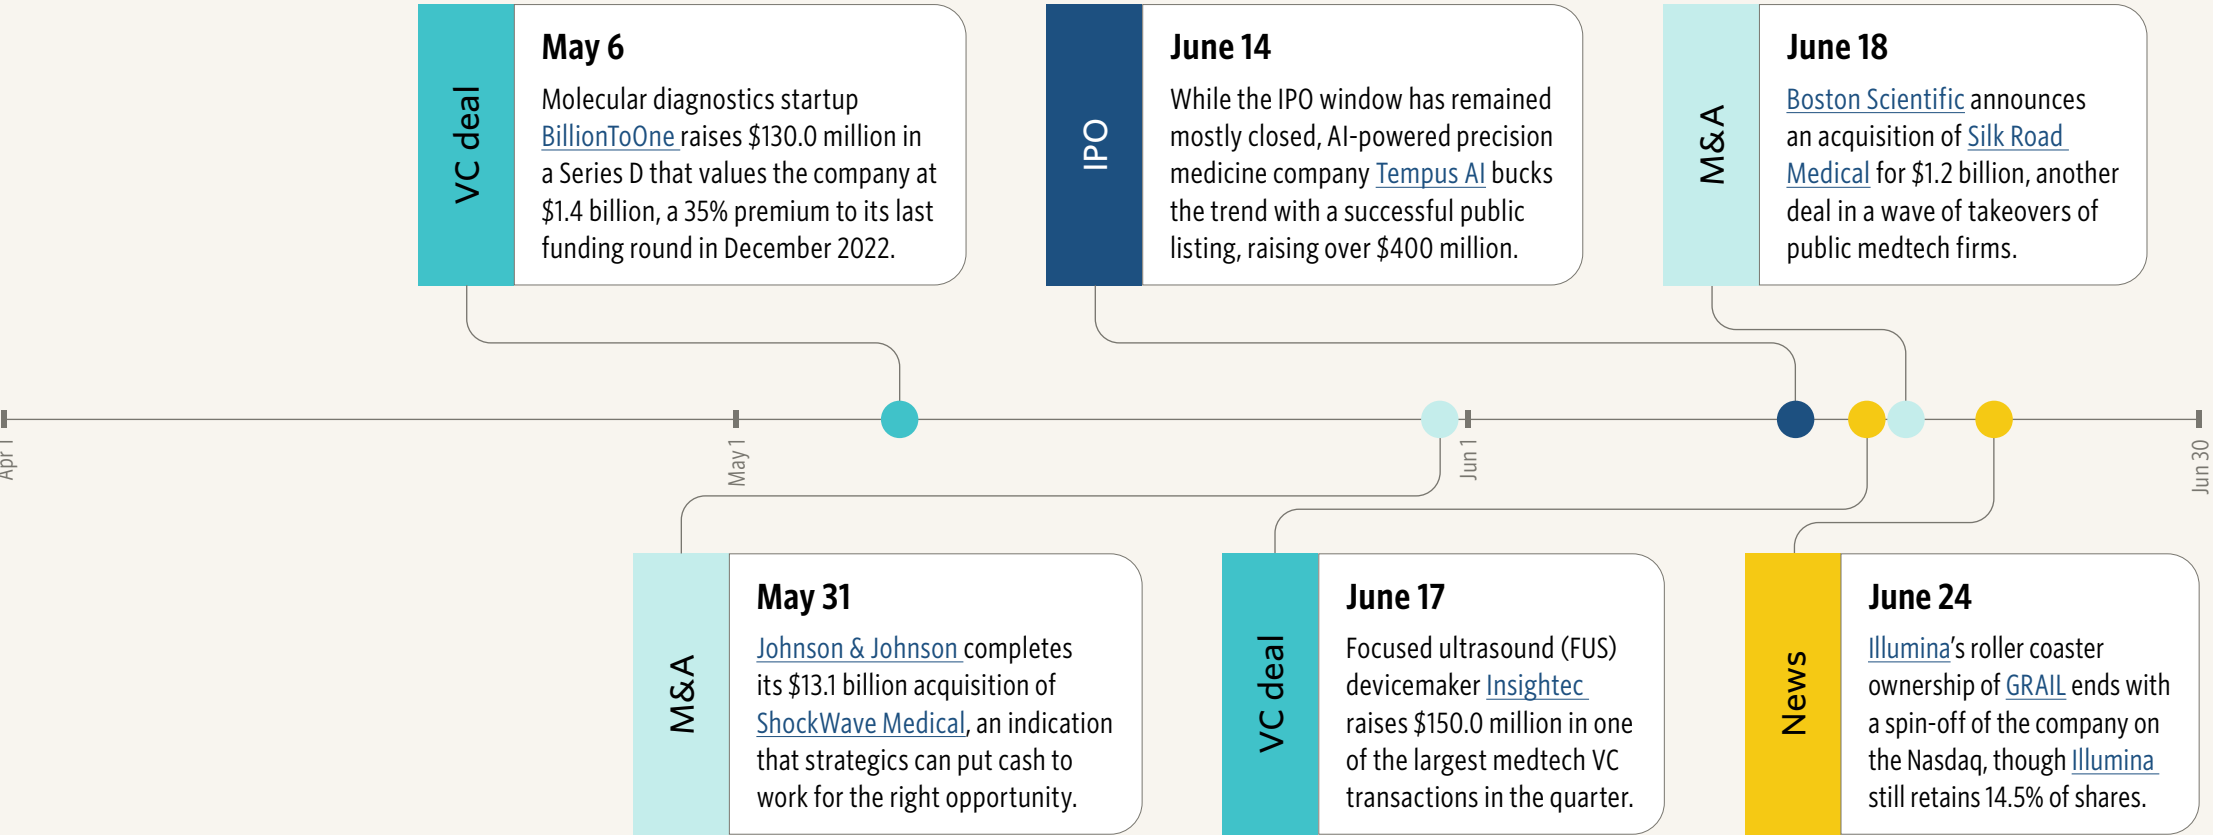 VC deal
May 6
Molecular diagnostics startup
BillionToOne raises $130.0 million in
a Series D that values the company at
$1.4 billion, a 35% premium to its last
funding round in December 2022.
IPO
June 14
While the IPO window has remained
mostly closed, AI-powered precision
medicine company Tempus AI bucks
the trend with a successful public
listing, raising over $400 million.
M&A
June 18
Boston Scientific announces
an acquisition of Silk Road
Medical for $1.2 billion, another
deal in a wave of takeovers of
public medtech firms.
Apr 1
May 1
Jun 1
Jun 30
M&A
May 31
Johnson & Johnson completes
its $13.1 billion acquisition of
ShockWave Medical, an indication
that strategics can put cash to
work for the right opportunity.
VC deal
June 17
Focused ultrasound (FUS)
devicemaker Insightec
raises $150.0 million in one
of the largest medtech VC
transactions in the quarter.
News
June 24
Illumina's roller coaster
ownership of GRAIL ends with
a spin-off of the company on
the Nasdaq, though Illumina
still retains 14.5% of shares.